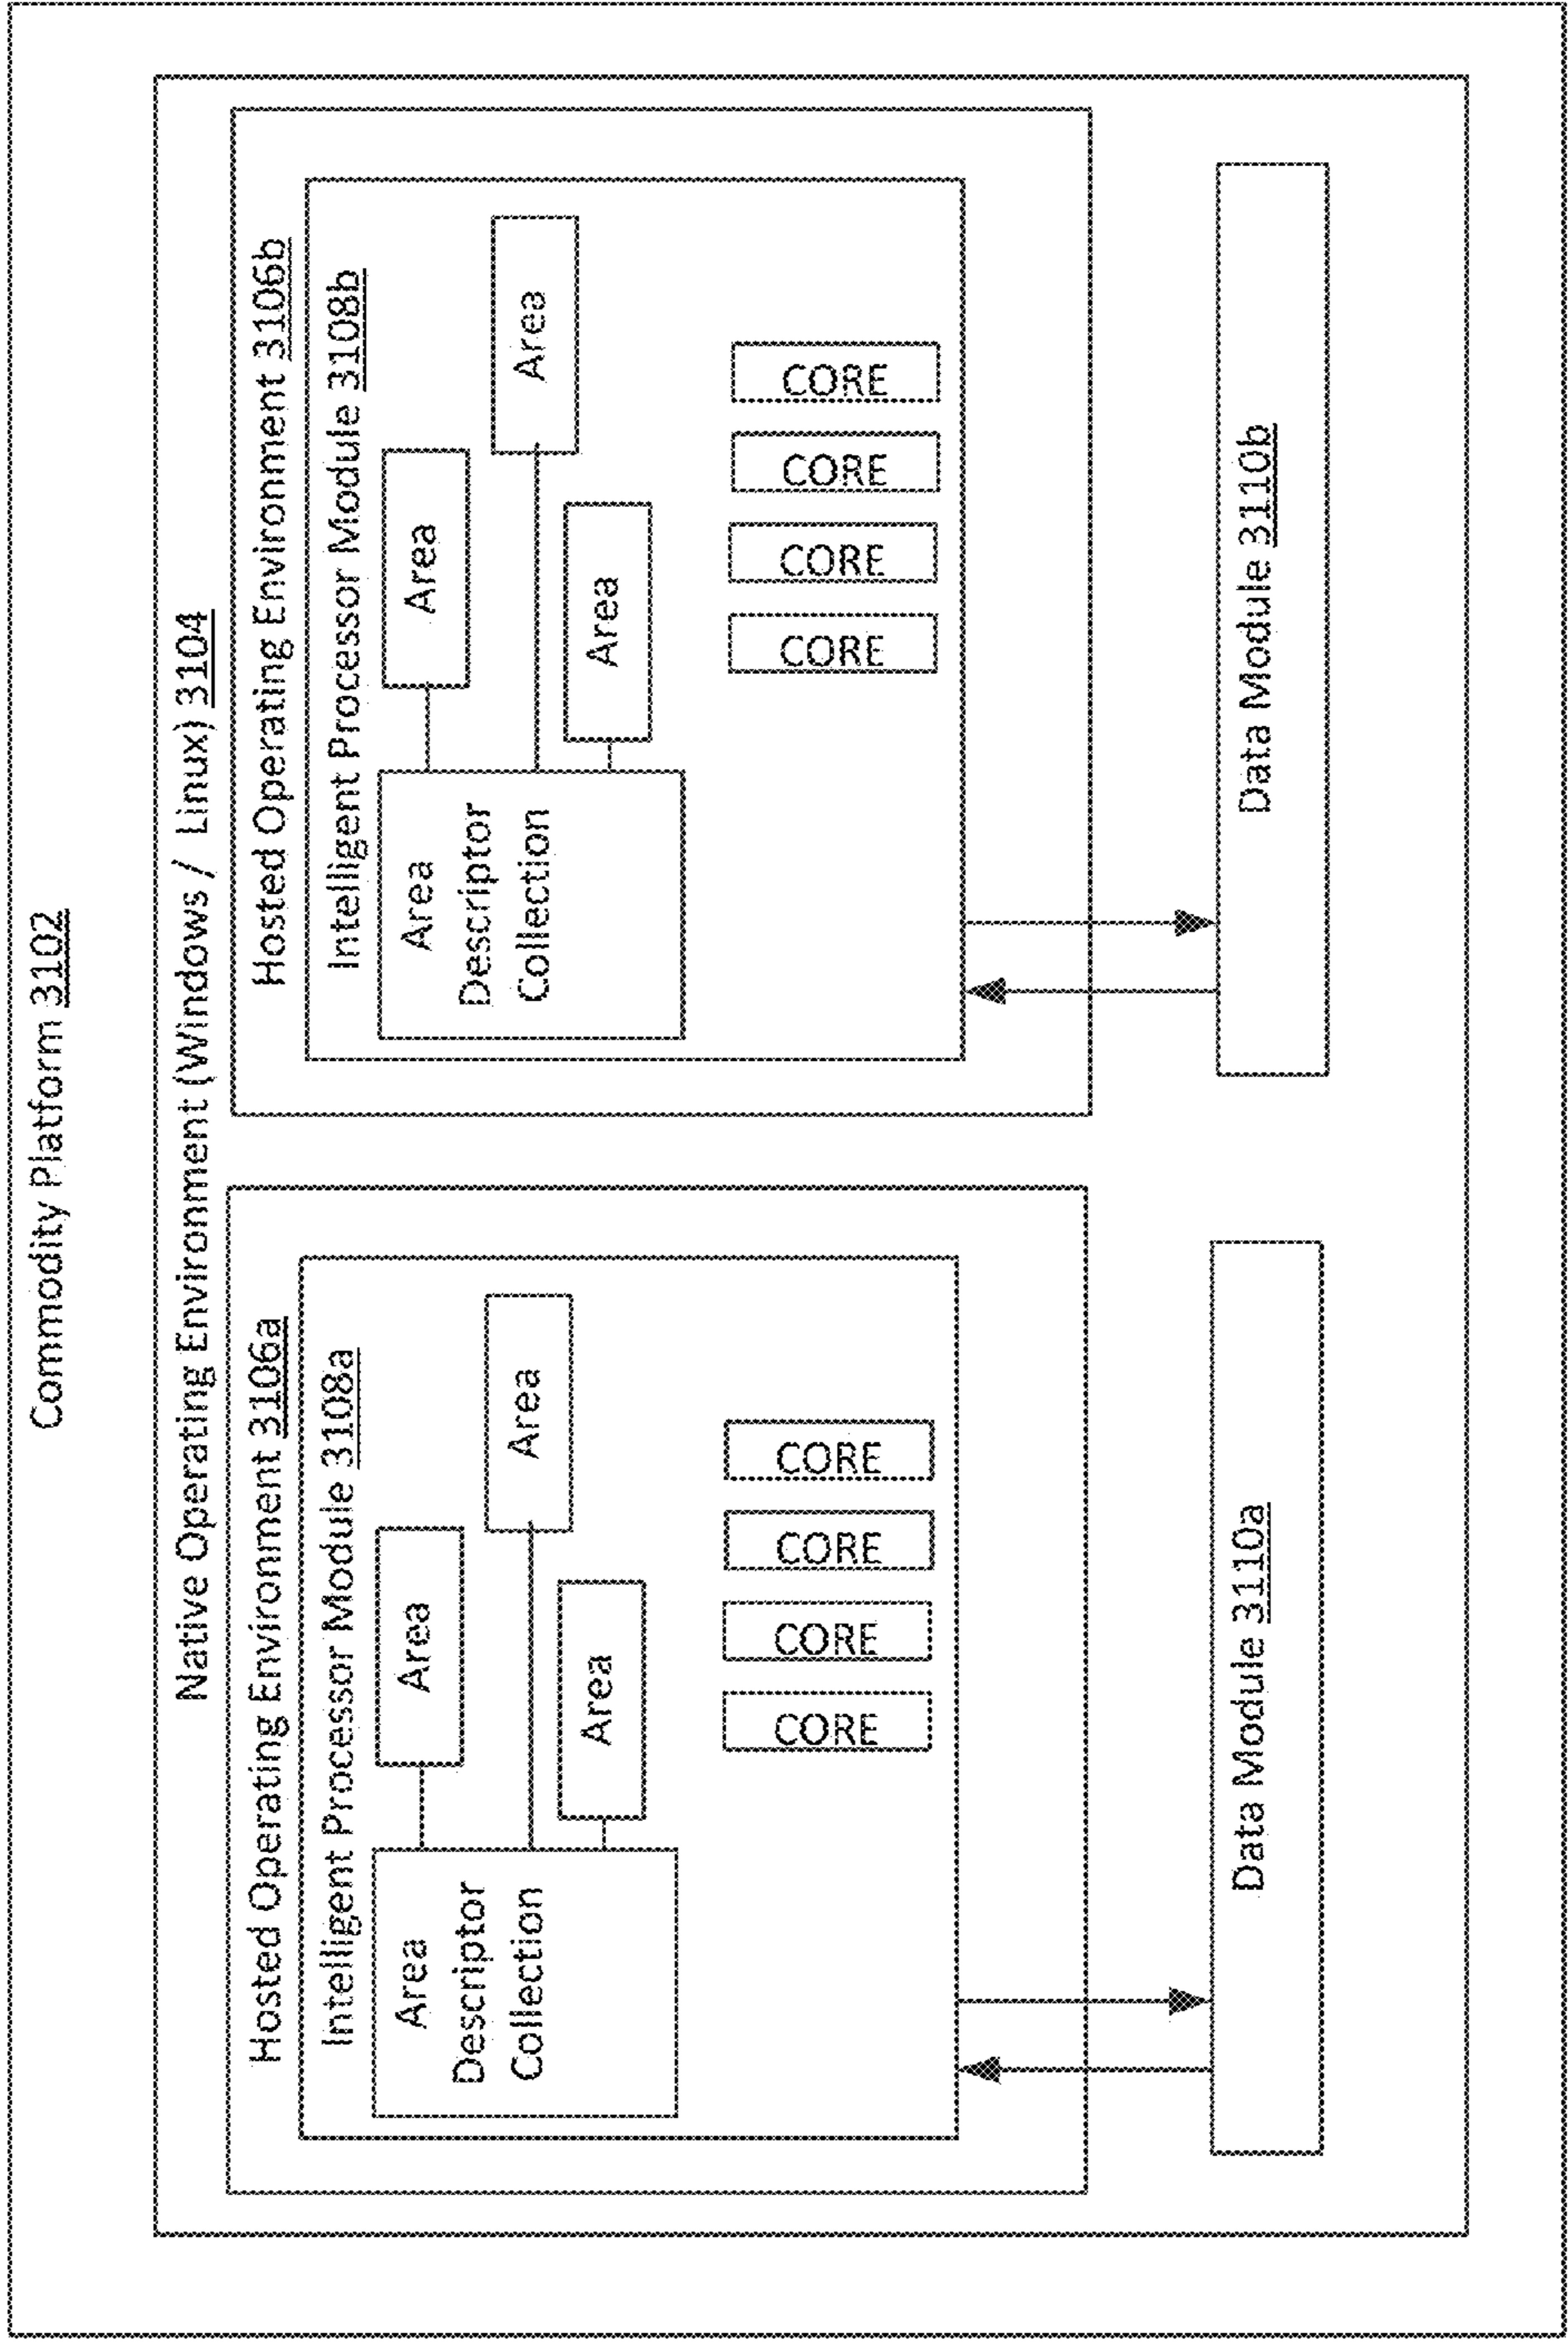 Commodity Platform 3102
Native Operating Environment (Windows / Linux) 3104
Hosted Operating Environment 3106a
Intelligent Processor Module 3108a
Area
Descriptor
Collection
Area
Area
Area
CORE
CORE
CORE
CORE
Data Module 3110a
Hosted Operating Environment 3106b
Intelligent Processor Module 3108b
Area
Descriptor
Collection
Area
Area
Area
CORE
CORE
CORE
CORE
Data Module 3110b